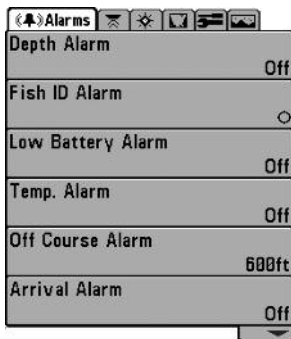 Alarms
Depth Alarm
Off
Fish ID Alarm
Low Battery Alarm
Off
Temp. Alarm
Off
Off Course Alarm
600ft
Arrival Alarm
Off